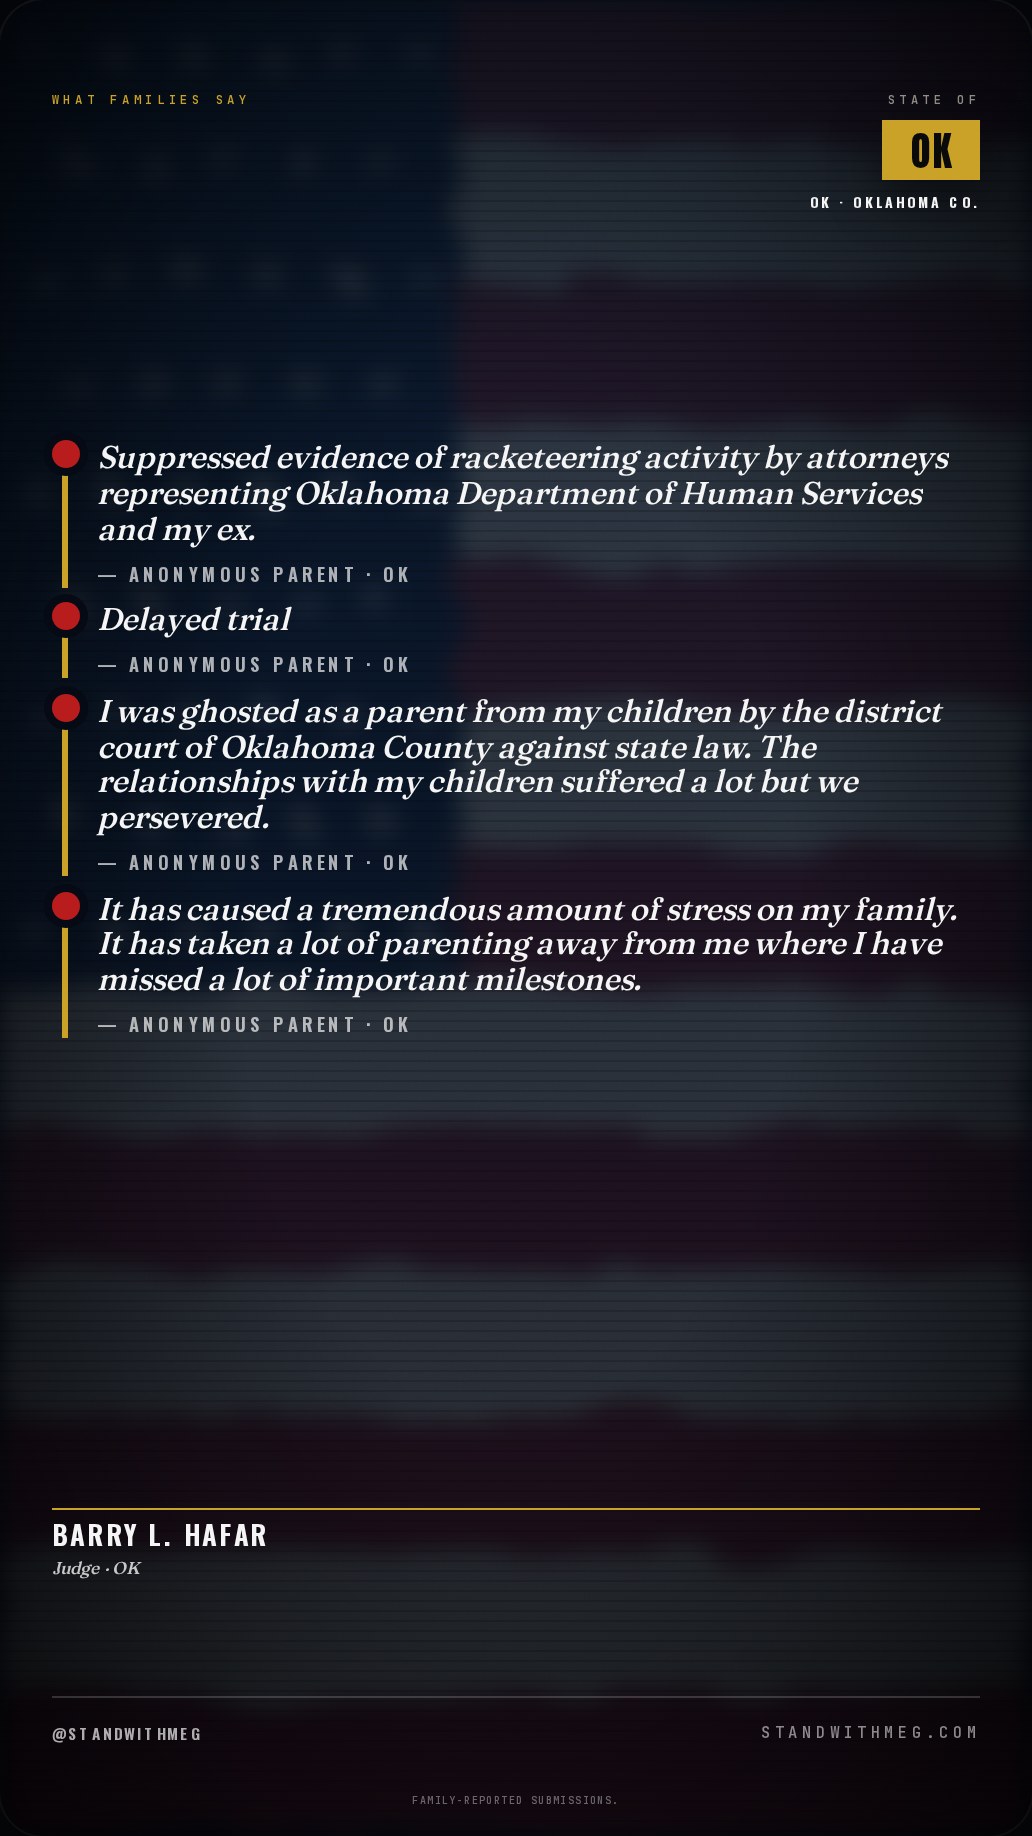 WHAT FAMILIES SAY
STATE OF
OK
OK · OKLAHOMA CO.
Suppressed evidence of racketeering activity by attorneys
representing Oklahoma Department of Human Services
and my ex.
— ANONYMOUS PARENT · OK
Delayed trial
— ANONYMOUS PARENT · OK
I was ghosted as a parent from my children by the district
court of Oklahoma County against state law. The
relationships with my children suffered a lot but we
persevered.
— ANONYMOUS PARENT · OK
It has caused a tremendous amount of stress on my family.
It has taken a lot of parenting away from me where I have
missed a lot of important milestones.
— ANONYMOUS PARENT · OK
BARRY L. HAFAR
Judge · OK
@STANDWITHMEG
STANDWITHMEG.COM
FAMILY-REPORTED SUBMISSIONS.